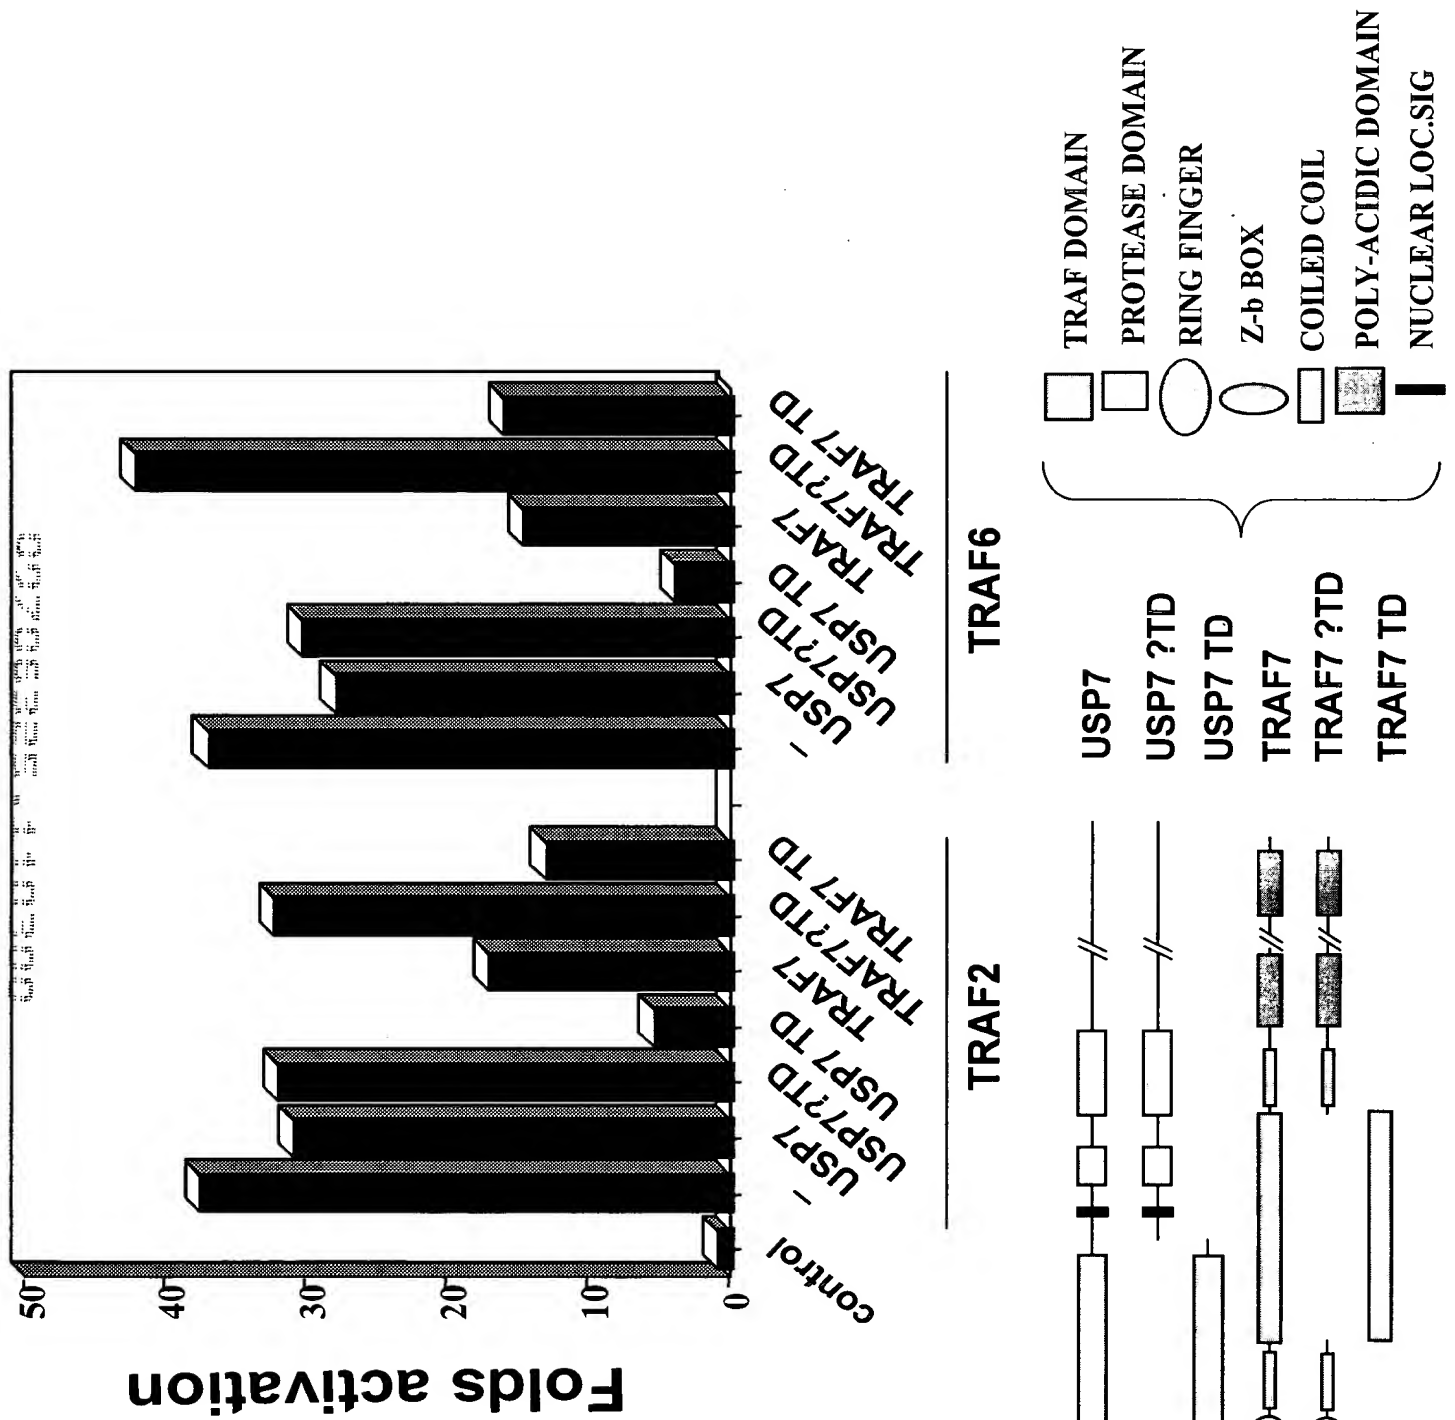 Folds activation
50
40
30
20
10
0
control
–
USP7
USP7?TD
USP7 TD
TRAF7
TRAF7?TD
TRAF7 TD
–
USP7
USP7?TD
USP7 TD
TRAF7
TRAF7?TD
TRAF7 TD
TRAF2
TRAF6
USP7
USP7 ?TD
USP7 TD
TRAF7
TRAF7 ?TD
TRAF7 TD
TRAF DOMAIN
PROTEASE DOMAIN
RING FINGER
Z-b BOX
COILED COIL
POLY-ACIDIC DOMAIN
NUCLEAR LOC.SIG